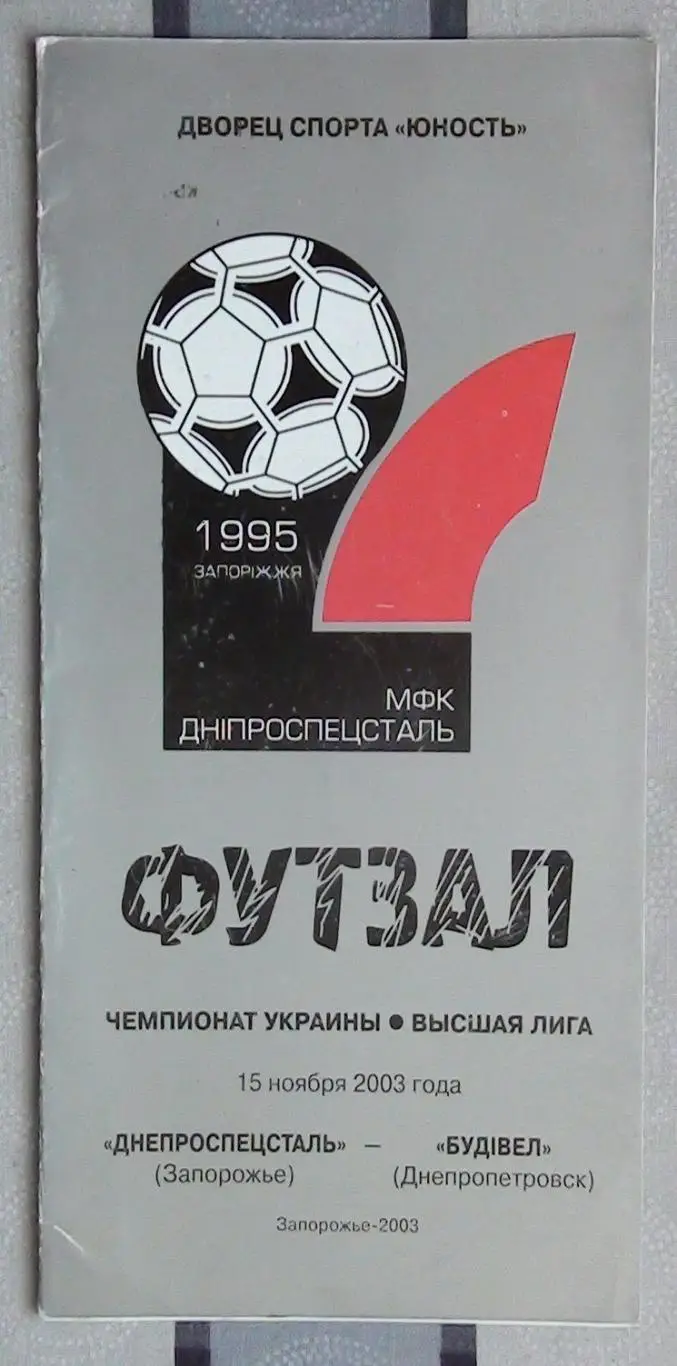 ДВОРЕЦ СПОРТА «ЮНОСТЬ»
1995
ЗАПОРІЖЖЯ
МФК
ДНІПРОСПЕЦСТАЛЬ
ФУТЗАЛ
ЧЕМПИОНАТ УКРАИНЫ ● ВЫСШАЯ ЛИГА
15 ноября 2003 года
«ДНЕПРОСПЕЦСТАЛЬ» – «БУДІВЕЛ»
(Запорожье) (Днепропетровск)
Запорожье-2003